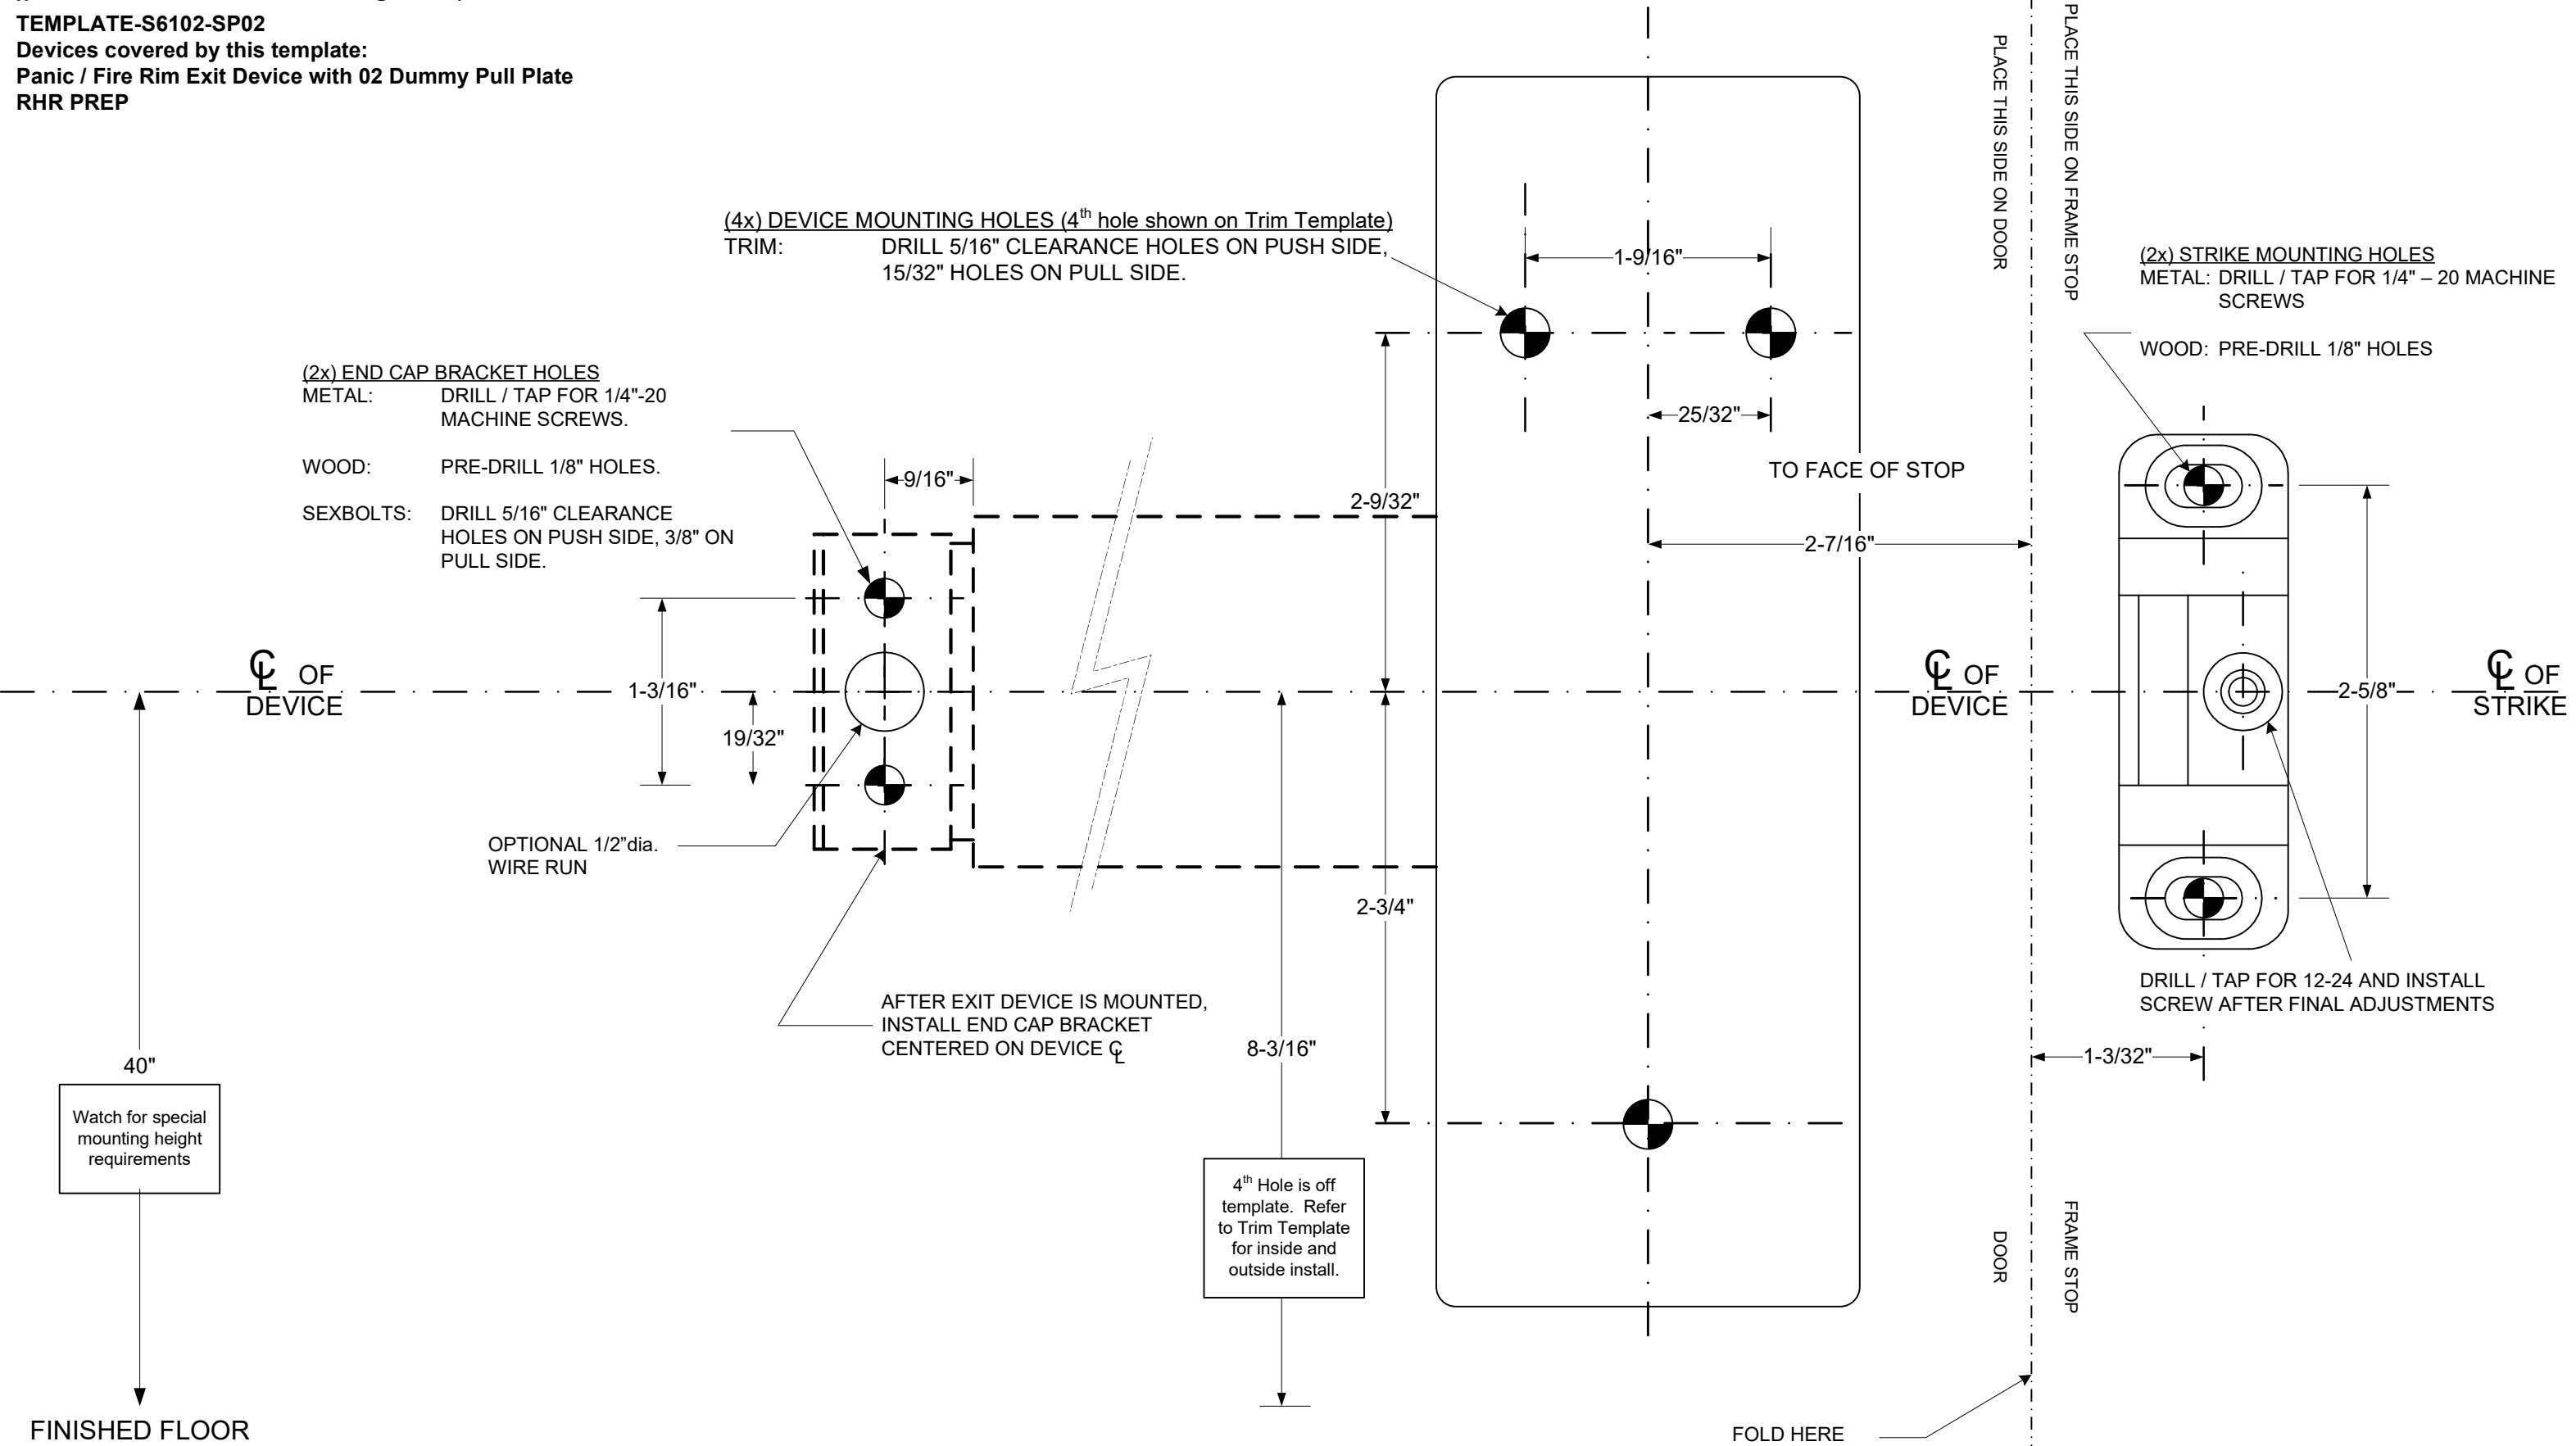 TEMPLATE-S6102-SP02
Devices covered by this template:
Panic / Fire Rim Exit Device with 02 Dummy Pull Plate
RHR PREP
PLACE THIS SIDE ON DOOR
PLACE THIS SIDE ON FRAME STOP
(4x) DEVICE MOUNTING HOLES (4th hole shown on Trim Template)
TRIM: DRILL 5/16" CLEARANCE HOLES ON PUSH SIDE,
15/32" HOLES ON PULL SIDE.
1-9/16"
25/32"
(2x) STRIKE MOUNTING HOLES
METAL: DRILL / TAP FOR 1/4" – 20 MACHINE
SCREWS
WOOD: PRE-DRILL 1/8" HOLES
(2x) END CAP BRACKET HOLES
METAL: DRILL / TAP FOR 1/4"-20
MACHINE SCREWS.
WOOD: PRE-DRILL 1/8" HOLES.
SEXBOLTS: DRILL 5/16" CLEARANCE
HOLES ON PUSH SIDE, 3/8" ON
PULL SIDE.
9/16"
2-9/32"
TO FACE OF STOP
2-7/16"
℄ OF
DEVICE
1-3/16"
19/32"
℄ OF
DEVICE
2-5/8"
℄ OF
STRIKE
OPTIONAL 1/2”dia.
WIRE RUN
2-3/4"
AFTER EXIT DEVICE IS MOUNTED,
INSTALL END CAP BRACKET
CENTERED ON DEVICE ℄
8-3/16"
DRILL / TAP FOR 12-24 AND INSTALL
SCREW AFTER FINAL ADJUSTMENTS
1-3/32"
40"
Watch for special
mounting height
requirements
4th Hole is off
template. Refer
to Trim Template
for inside and
outside install.
DOOR
FRAME STOP
FINISHED FLOOR
FOLD HERE